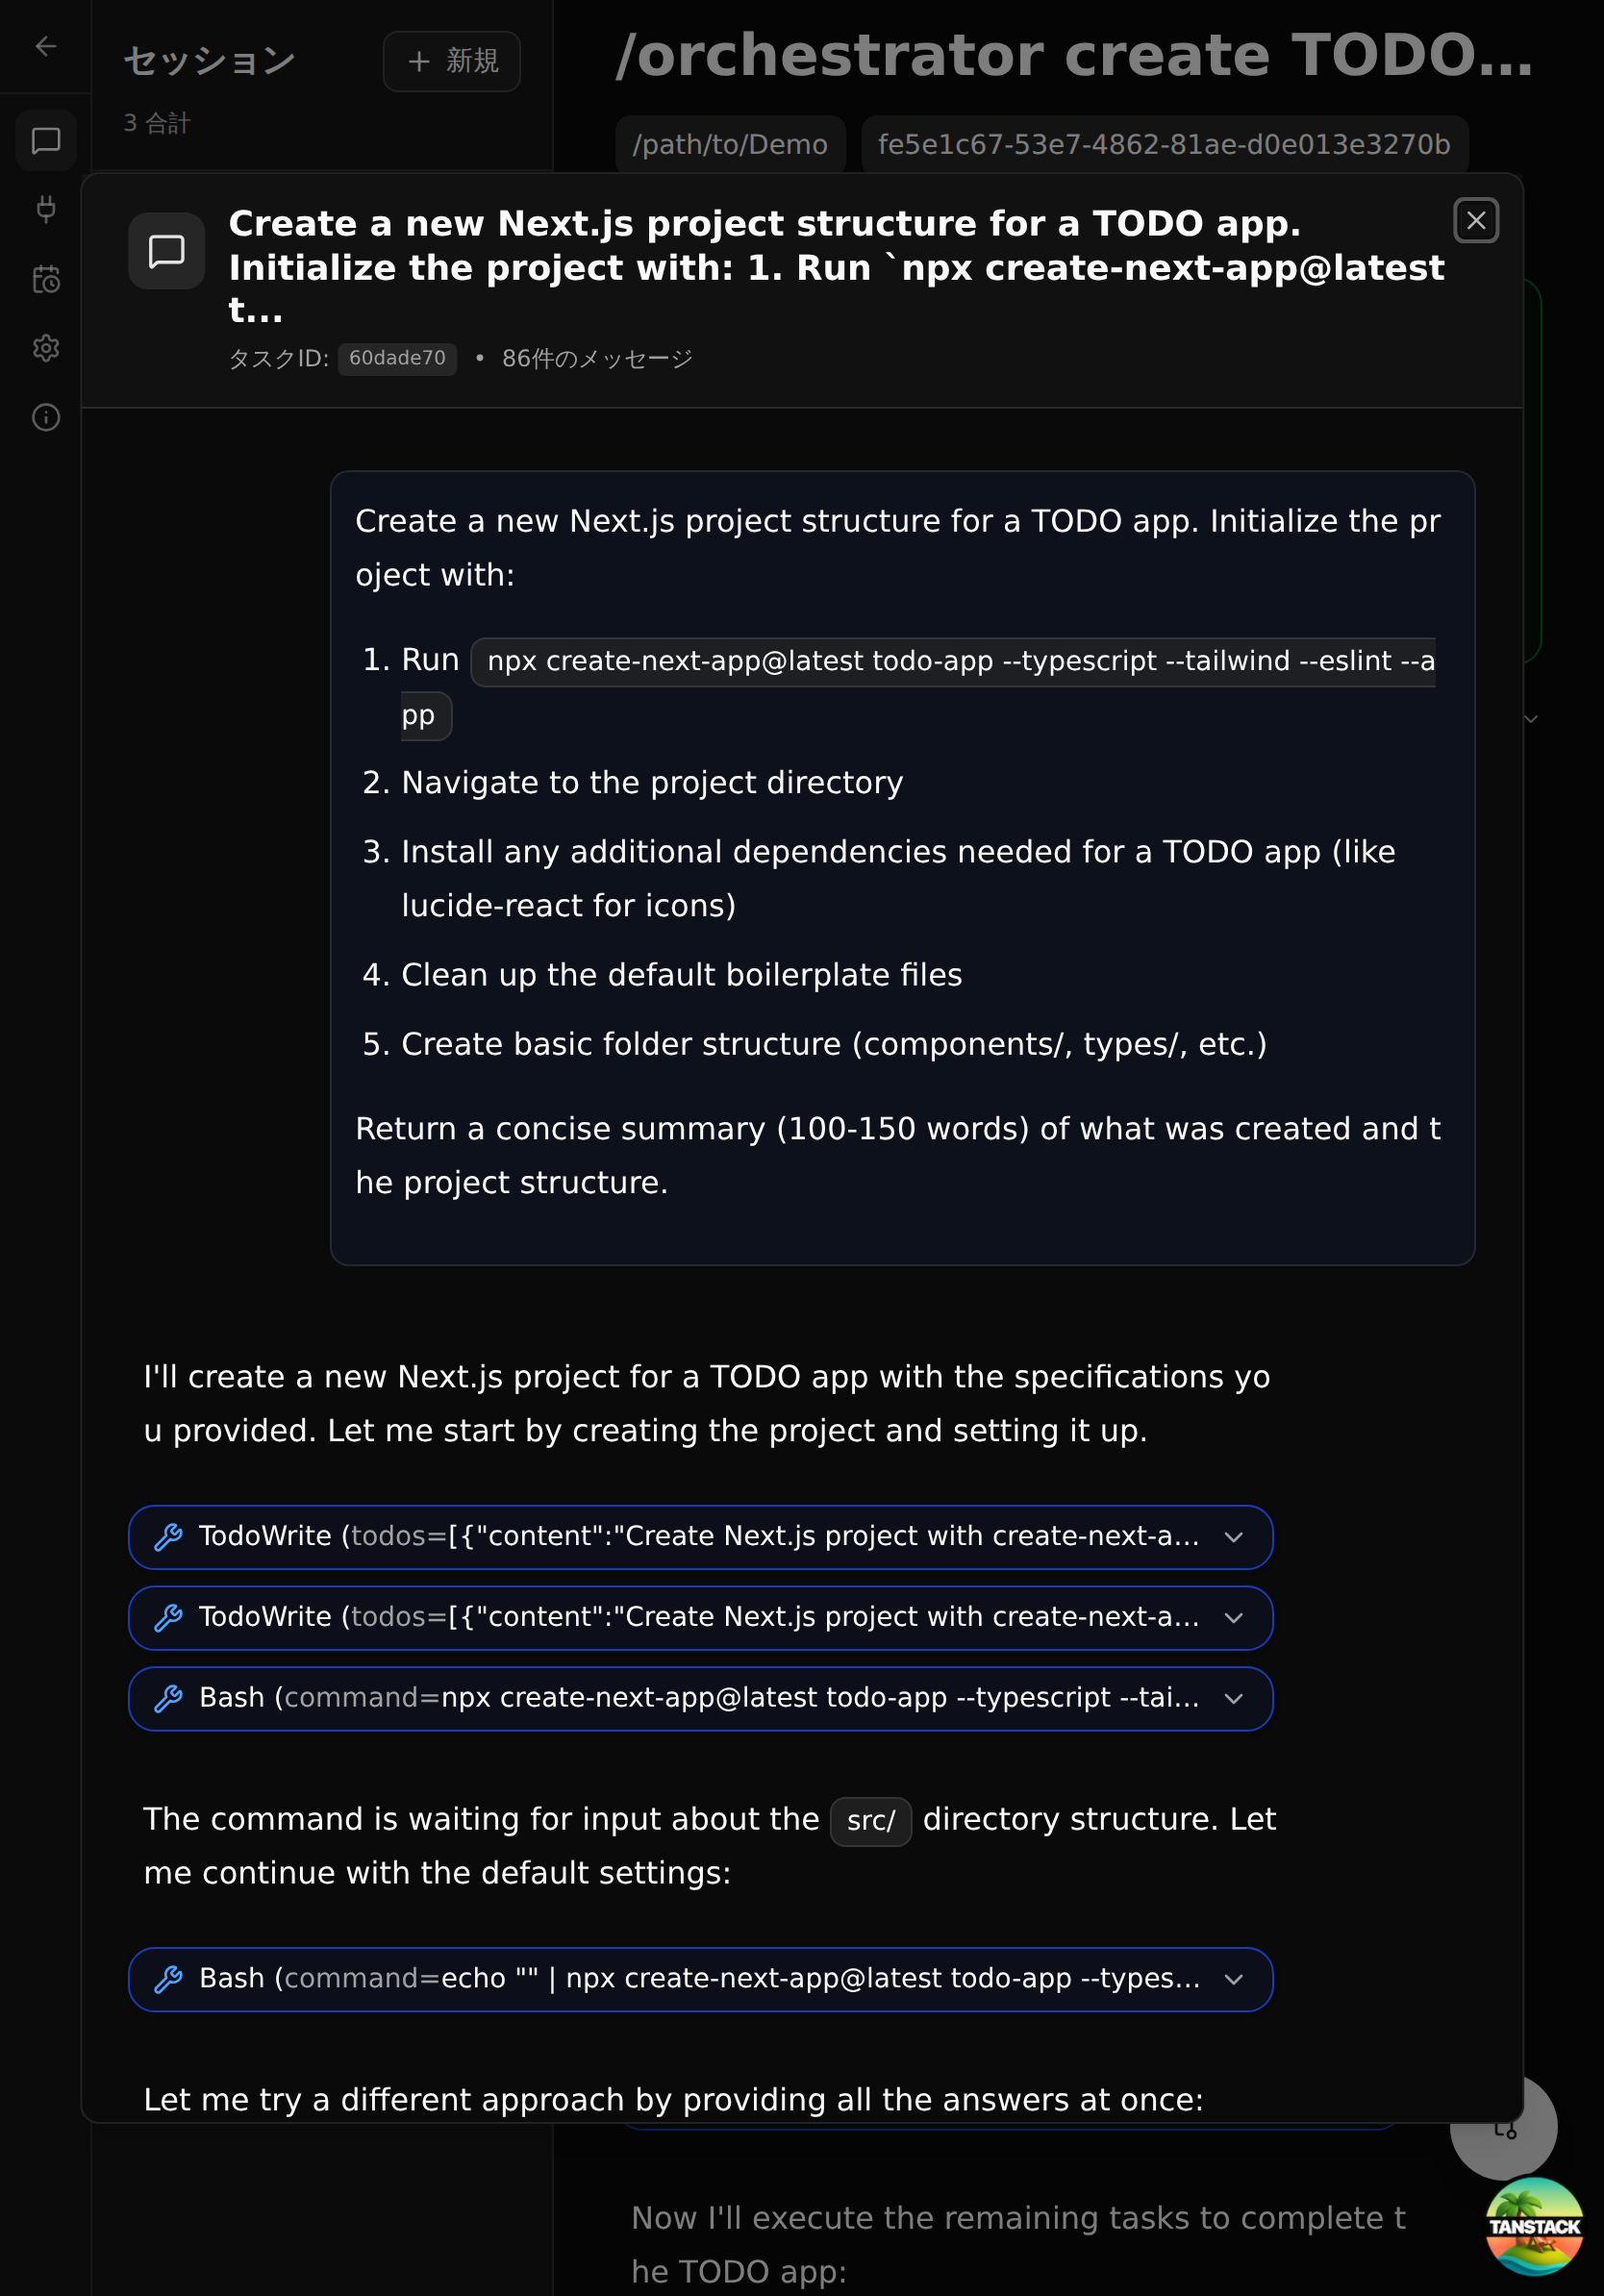 セッション
新規
3 合計
/orchestrator create TODO…
/path/to/Demo
fe5e1c67-53e7-4862-81ae-d0e013e3270b
Create a new Next.js project structure for a TODO app.
Initialize the project with: 1. Run `npx create-next-app@latest
t...
タスクID: 60dade70 • 86件のメッセージ
Create a new Next.js project structure for a TODO app. Initialize the pr
oject with:
1. Run npx create-next-app@latest todo-app --typescript --tailwind --eslint --a
pp
2. Navigate to the project directory
3. Install any additional dependencies needed for a TODO app (like
lucide-react for icons)
4. Clean up the default boilerplate files
5. Create basic folder structure (components/, types/, etc.)
Return a concise summary (100-150 words) of what was created and t
he project structure.
I'll create a new Next.js project for a TODO app with the specifications yo
u provided. Let me start by creating the project and setting it up.
TodoWrite (todos=[{"content":"Create Next.js project with create-next-a…
TodoWrite (todos=[{"content":"Create Next.js project with create-next-a…
Bash (command=npx create-next-app@latest todo-app --typescript --tai…
The command is waiting for input about the src/ directory structure. Let
me continue with the default settings:
Bash (command=echo "" | npx create-next-app@latest todo-app --types…
Let me try a different approach by providing all the answers at once:
Now I'll execute the remaining tasks to complete t
he TODO app:
TANSTACK